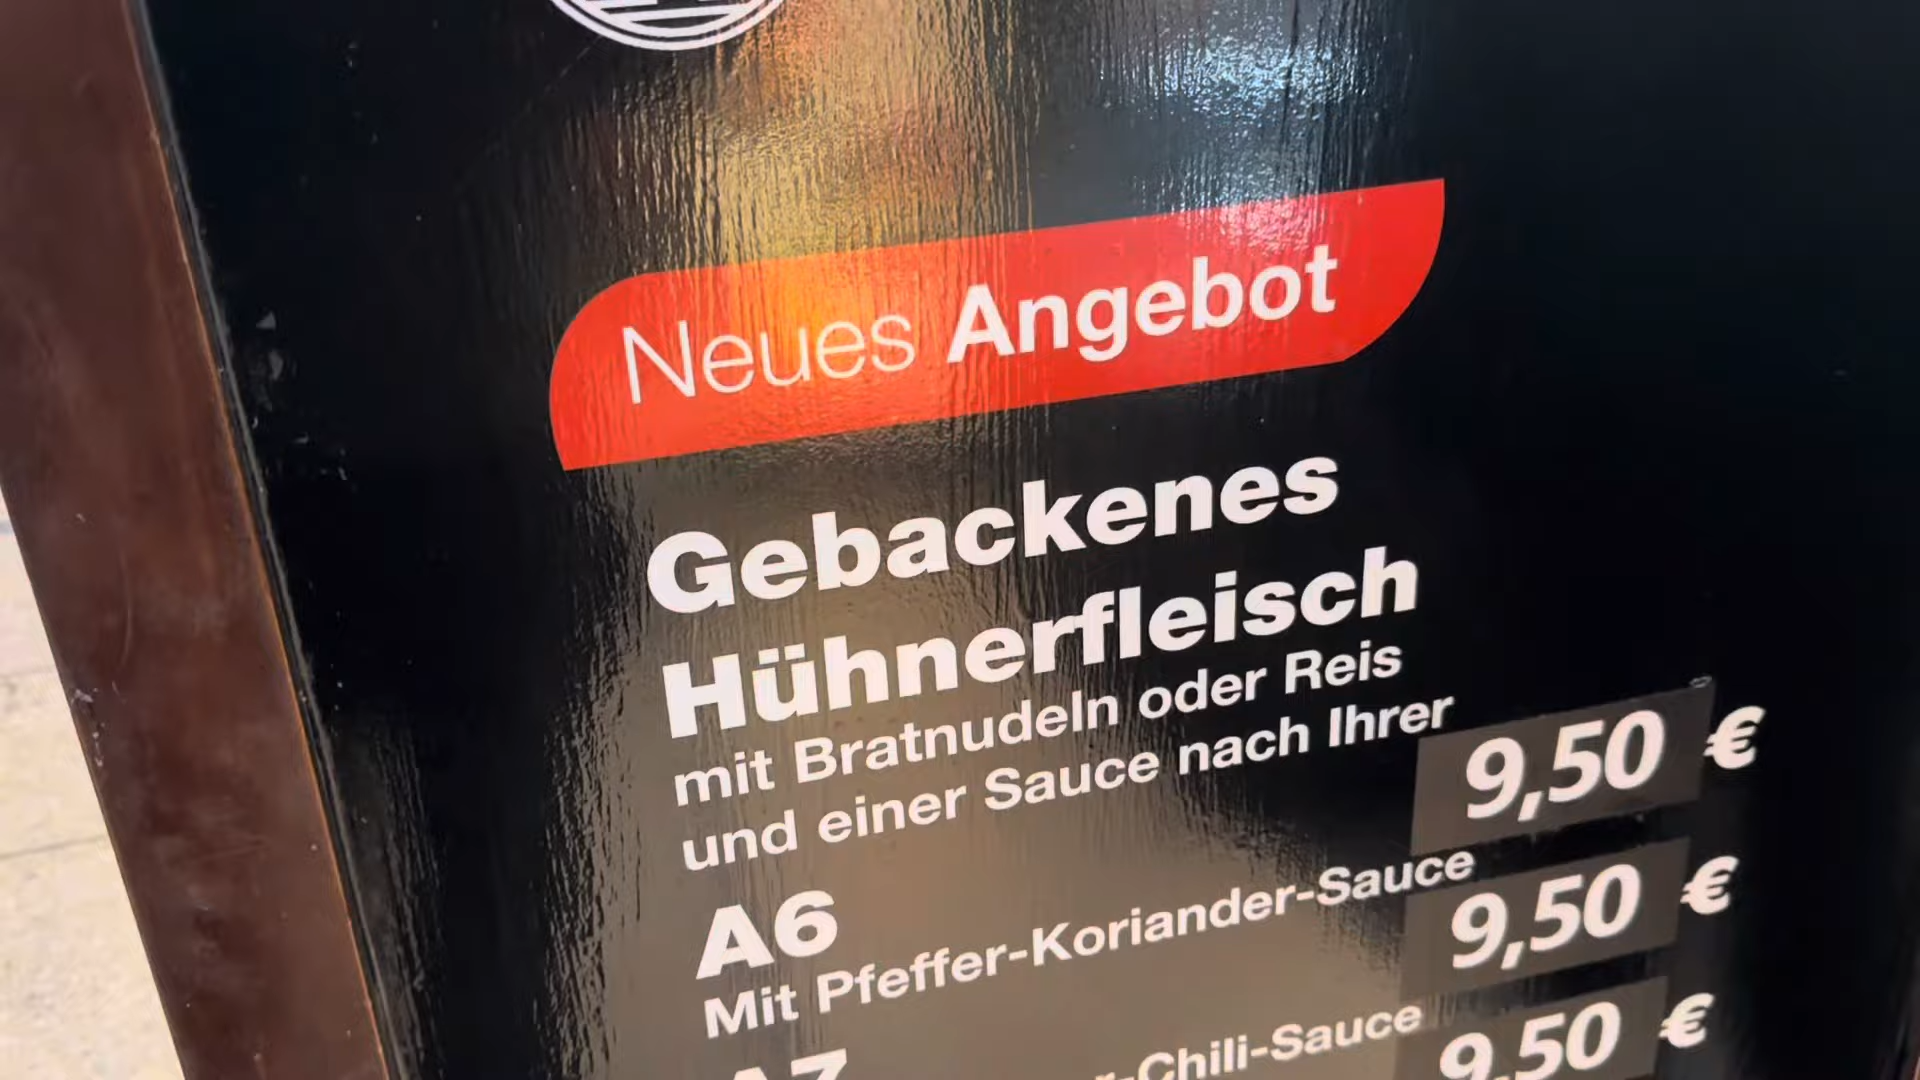 Neues Angebot
Gebackenes
Hühnerfleisch
mit Bratnudeln oder Reis
und einer Sauce nach Ihrer
9,50 €
A6
Mit Pfeffer-Koriander-Sauce
9,50 €
A7
-Chili-Sauce
9,50 €